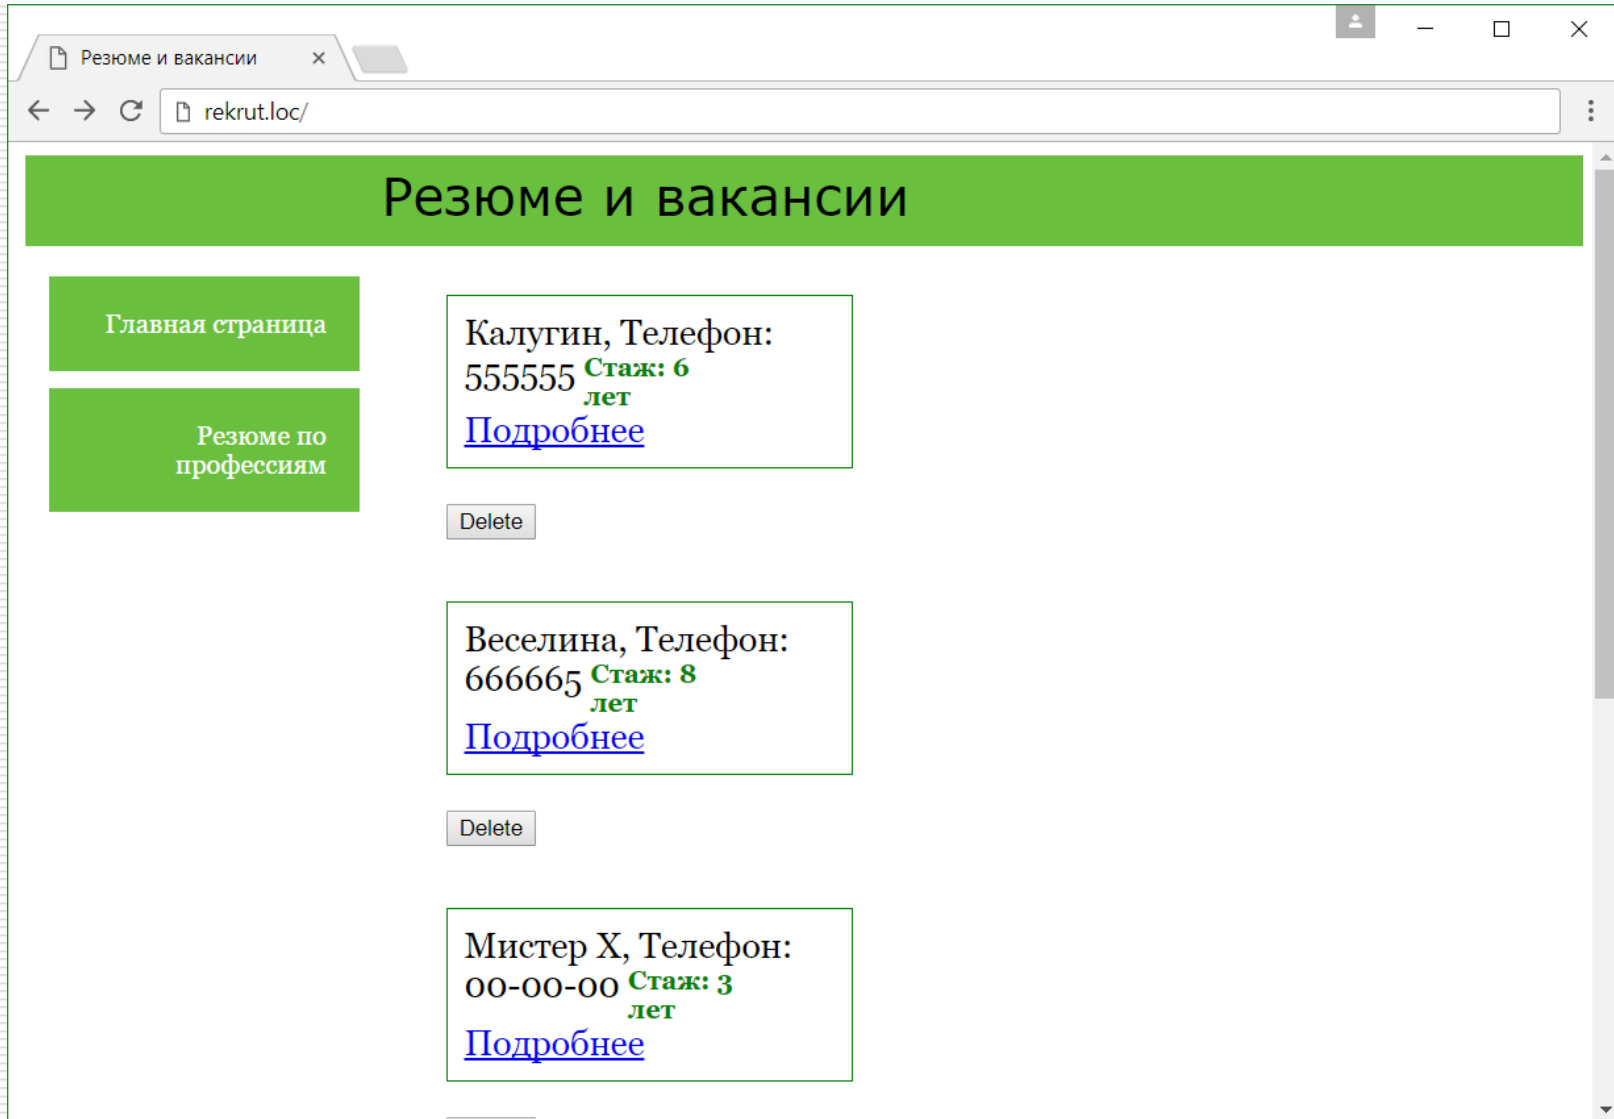 Резюме и вакансии
rekrut.loc/
Резюме и вакансии
Главная страница
Резюме по
профессиям
Калугин, Телефон:
555555 Стаж: 6
лет
Подробнее
Delete
Веселина, Телефон:
666665 Стаж: 8
лет
Подробнее
Delete
Мистер Х, Телефон:
00-00-00 Стаж: 3
лет
Подробнее